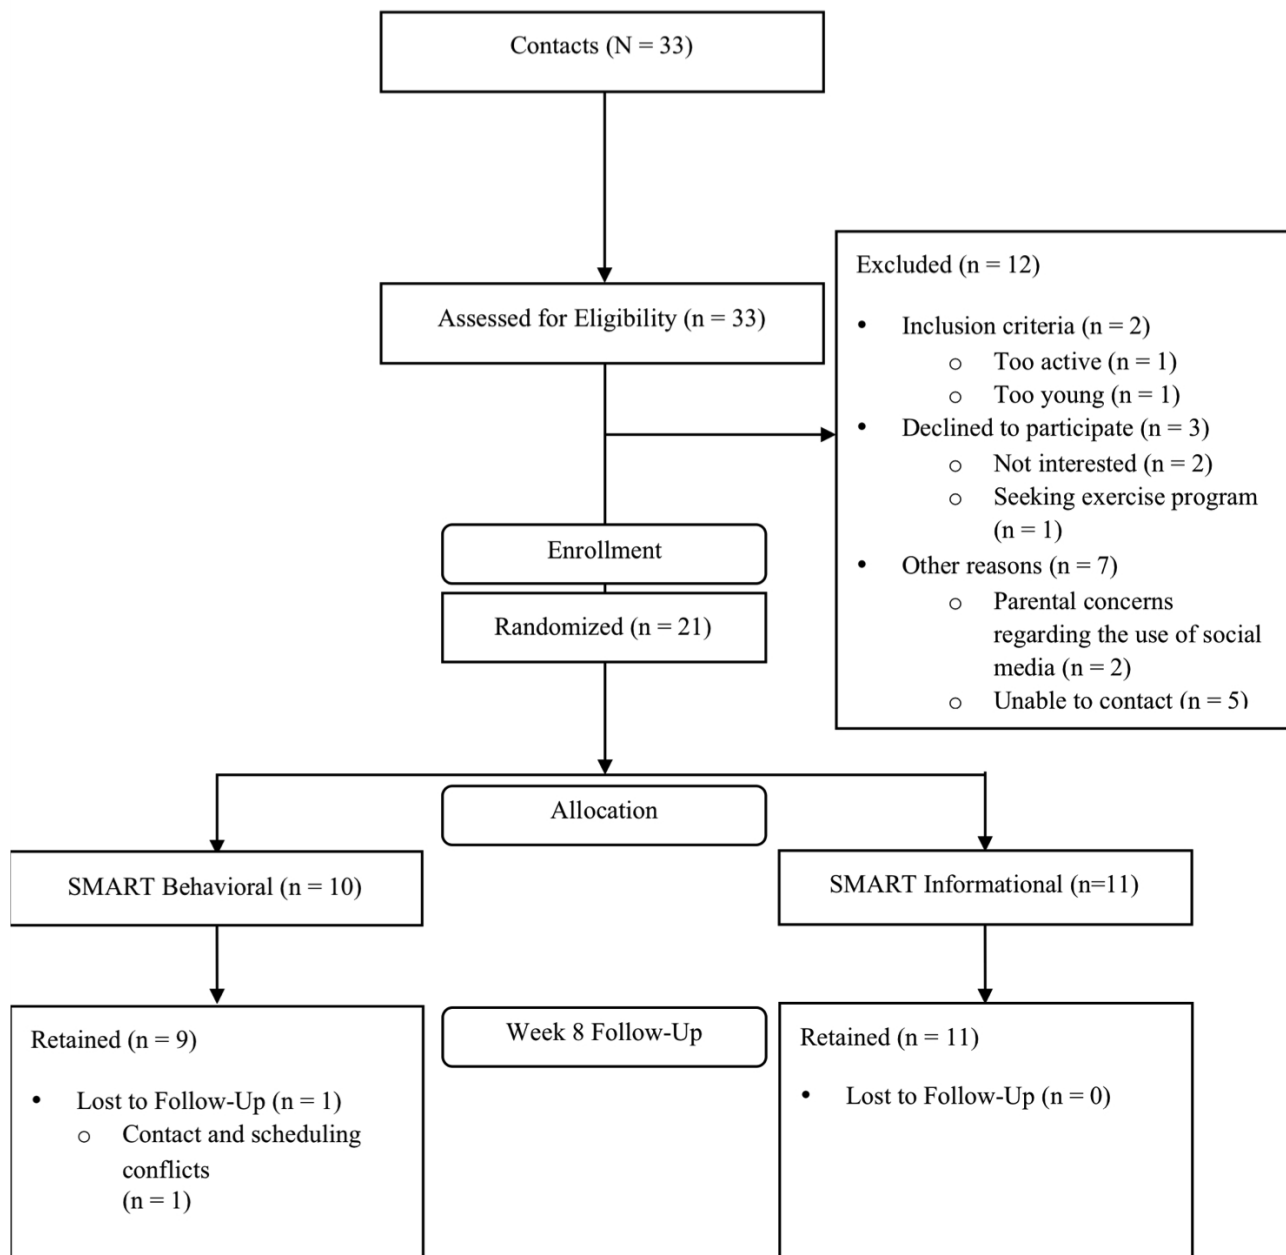 Contacts (N = 33)
Assessed for Eligibility (n = 33)
Excluded (n = 12)
• Inclusion criteria (n = 2)
o Too active (n = 1)
o Too young (n = 1)
• Declined to participate (n = 3)
o Not interested (n = 2)
o Seeking exercise program
(n = 1)
• Other reasons (n = 7)
o Parental concerns
regarding the use of social
media (n = 2)
o Unable to contact (n = 5)
Enrollment
Randomized (n = 21)
Allocation
SMART Behavioral (n = 10)
SMART Informational (n=11)
Retained (n = 9)
• Lost to Follow-Up (n = 1)
o Contact and scheduling
conflicts
(n = 1)
Week 8 Follow-Up
Retained (n = 11)
• Lost to Follow-Up (n = 0)